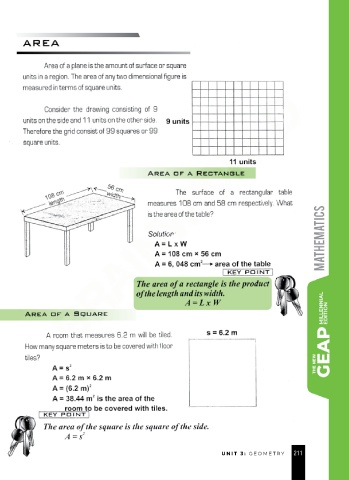 AREA
Area of a plane is the amount of surface or square
units in a region. The area of any two dimensional figure is
measured in terms of square units.
Consider the drawing consisting of 9
units on the side and 11 units on the other side.
Therefore the grid consist of 99 squares or 99
square units.
9 units
11 units
AREA OF A RECTANGLE
108 cm
length
56 cm
width
The surface of a rectangular table
measures 108 cm and 58 cm respectively. What
is the area of the table?
Solution:
A = L x W
A = 108 cm × 56 cm
A = 6, 048 cm² → area of the table
KEY POINT
The area of a rectangle is the product
of the length and its width.
A = L x W
AREA OF A SQUARE
A room that measures 6.2 m will be tiled.
How many square meters is to be covered with floor
tiles?
s = 6.2 m
A = s²
A = 6.2 m × 6.2 m
A = (6.2 m)²
A = 38.44 m² is the area of the
room to be covered with tiles.
KEY POINT
The area of the square is the square of the side.
A = s²
MATHEMATICS
THE NEW
GEAP
MILLENNIAL
EDITION
UNIT 3: GEOMETRY 211